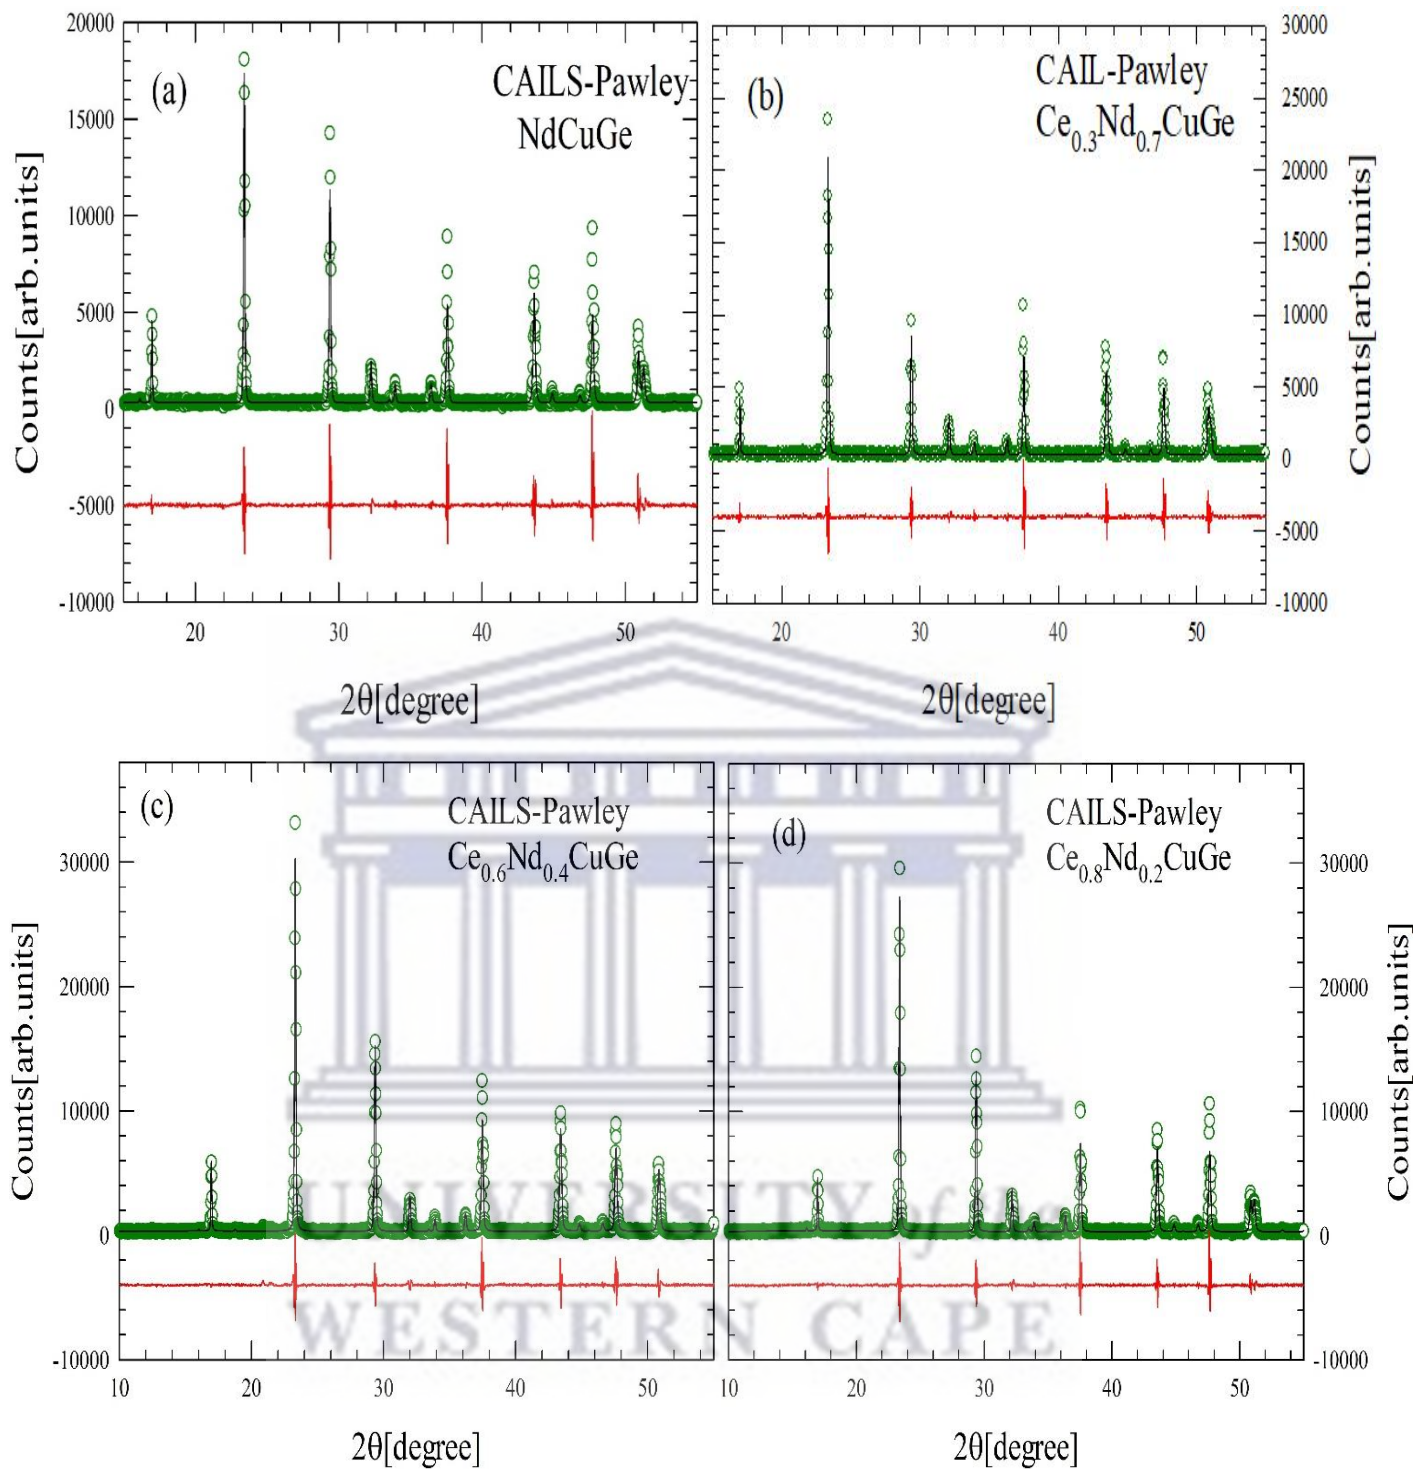 (a)
CAILS-Pawley
NdCuGe
Counts[arb.units]
20000
15000
10000
5000
0
-5000
-10000
20 30 40 50
2θ[degree]
(b)
CAIL-Pawley
Ce0.3Nd0.7CuGe
30000
25000
20000
15000
10000
5000
0
-5000
-10000
Counts[arb.units]
20 30 40 50
2θ[degree]
(c)
CAILS-Pawley
Ce0.6Nd0.4CuGe
Counts[arb.units]
30000
20000
10000
0
-10000
10 20 30 40 50
2θ[degree]
(d)
CAILS-Pawley
Ce0.8Nd0.2CuGe
30000
20000
10000
0
-10000
Counts[arb.units]
10 20 30 40 50
2θ[degree]
UNIVERSITY of the
WESTERN CAPE